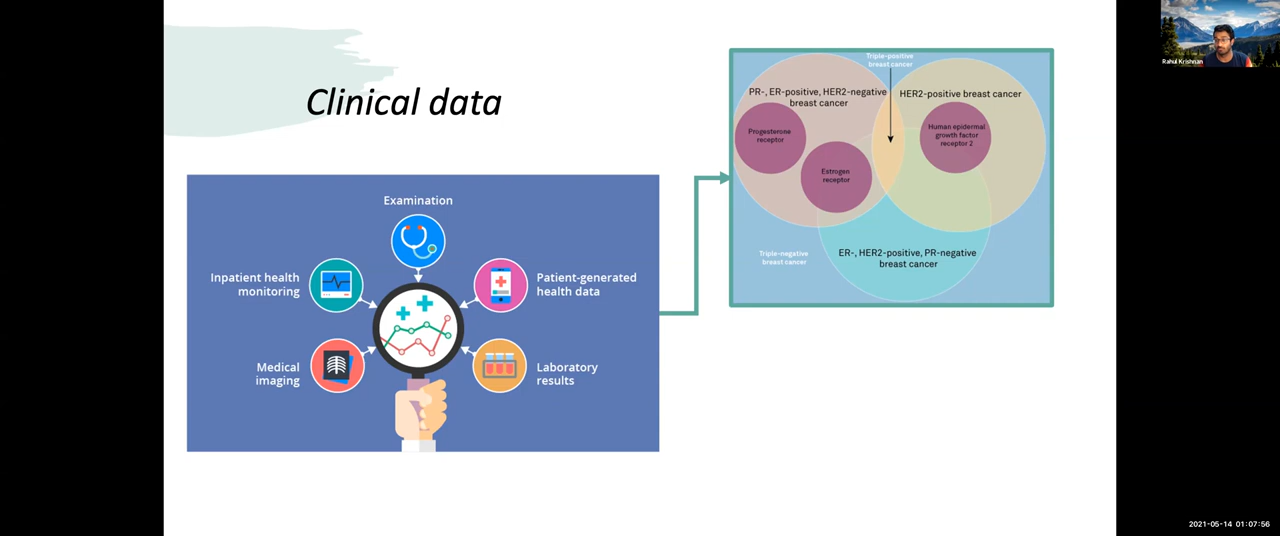 Clinical data
Examination
Inpatient health
monitoring
Patient-generated
health data
Medical
imaging
Laboratory
results
Triple-positive
breast cancer
PR-, ER-positive, HER2-negative
breast cancer
HER2-positive breast cancer
Progesterone
receptor
Estrogen
receptor
Human epidermal
growth factor
receptor 2
Triple-negative
breast cancer
ER-, HER2-positive, PR-negative
breast cancer
Rahul Krishnan
2021-05-14 01:07:56